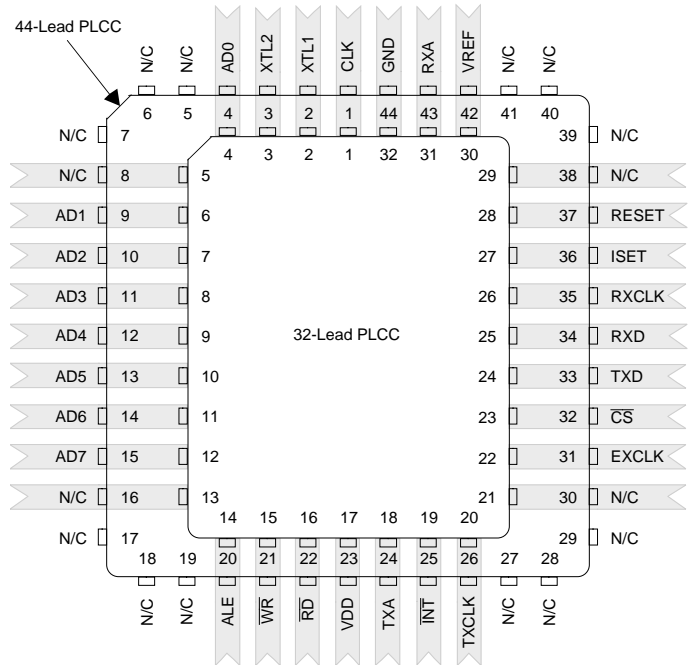 44-Lead PLCC
N/C N/C AD0 XTL2 XTL1 CLK GND RXA VREF N/C N/C
6 5 4 3 2 1 44 43 42 41 40
N/C 7 39 N/C
4 3 2 1 32 31 30
N/C 8 5 29 38 N/C
AD1 9 6 28 37 RESET
AD2 10 7 27 36 ISET
AD3 11 8 26 35 RXCLK
AD4 12 9 32-Lead PLCC 25 34 RXD
AD5 13 10 24 33 TXD
AD6 14 11 23 32 C̅S̅
AD7 15 12 22 31 EXCLK
N/C 16 13 21 30 N/C
14 15 16 17 18 19 20
N/C 17 29 N/C
18 19 20 21 22 23 24 25 26 27 28
N/C N/C ALE W̅R̅ R̅D̅ VDD TXA I̅N̅T̅ TXCLK N/C N/C